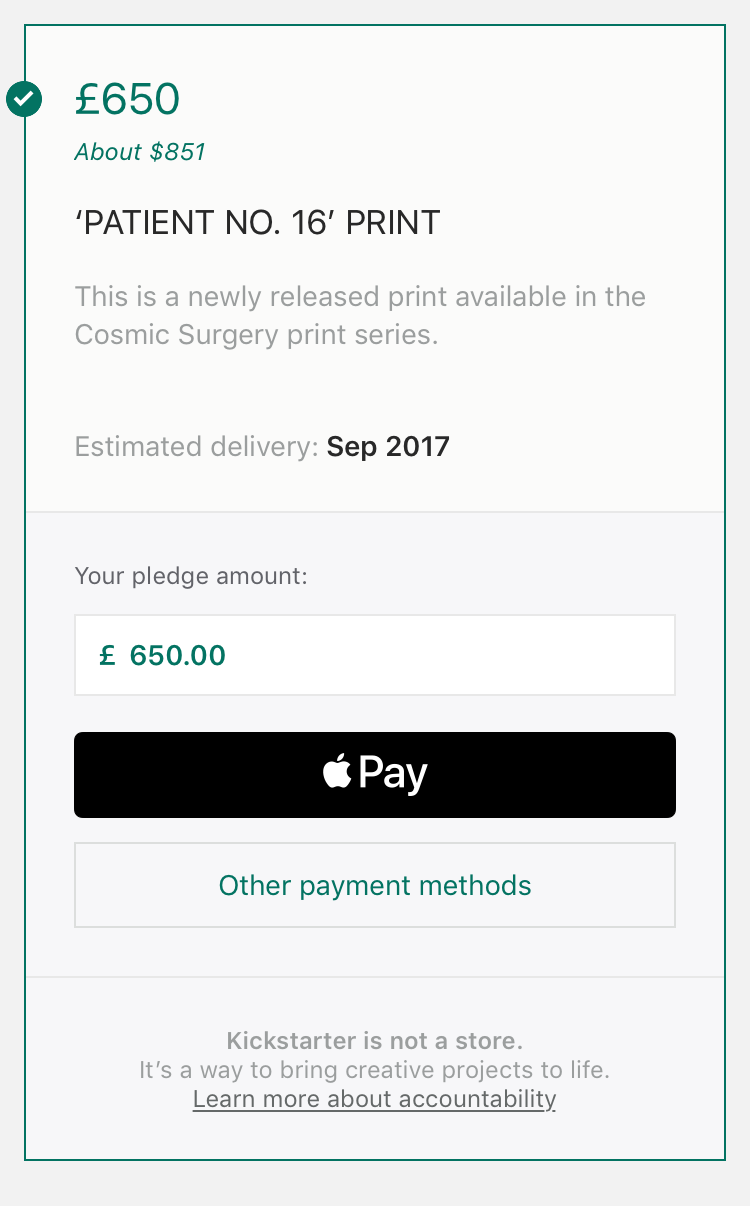 £650
About $851
‘PATIENT NO. 16’ PRINT
This is a newly released print available in the
Cosmic Surgery print series.
Estimated delivery: Sep 2017
Your pledge amount:
£ 650.00
Pay
Other payment methods
Kickstarter is not a store.
It’s a way to bring creative projects to life.
Learn more about accountability